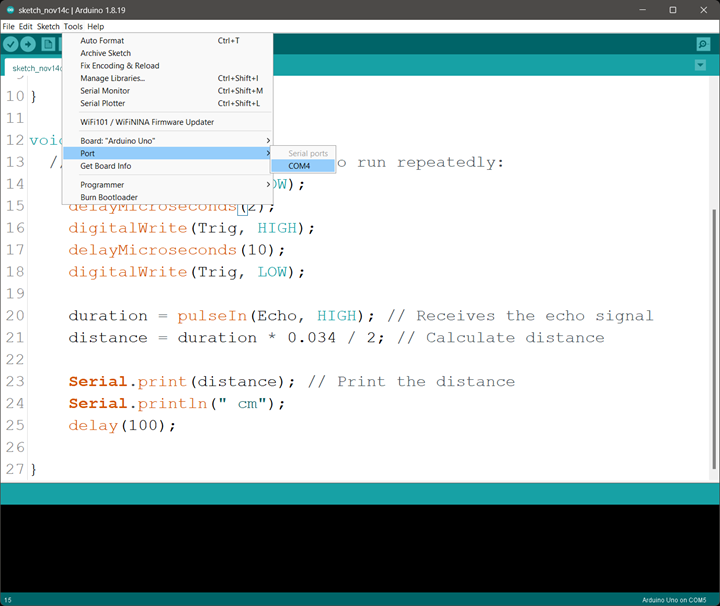 sketch_nov14c | Arduino 1.8.19
File Edit Sketch Tools Help
sketch_nov14c
Auto Format Ctrl+T
Archive Sketch
Fix Encoding & Reload
Manage Libraries... Ctrl+Shift+I
Serial Monitor Ctrl+Shift+M
Serial Plotter Ctrl+Shift+L
WiFi101 / WiFiNINA Firmware Updater
Board: "Arduino Uno"
Port
Get Board Info
Programmer
Burn Bootloader
Serial ports
COM4
10 }
11
12
13 // o run repeatedly:
14 OW);
15 delayMicroseconds(2);
16 digitalWrite(Trig, HIGH);
17 delayMicroseconds(10);
18 digitalWrite(Trig, LOW);
19
20 duration = pulseIn(Echo, HIGH); // Receives the echo signal
21 distance = duration * 0.034 / 2; // Calculate distance
22
23 Serial.print(distance); // Print the distance
24 Serial.println(" cm");
25 delay(100);
26
27 }
15 Arduino Uno on COM5